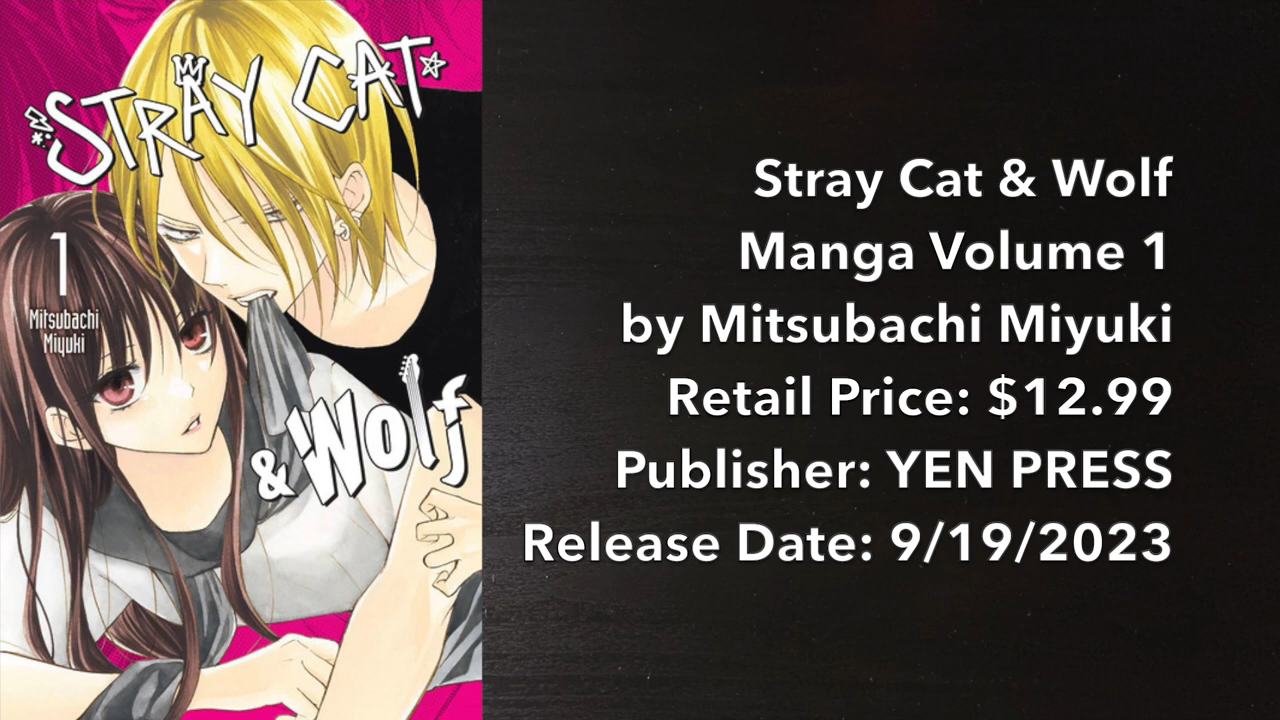 STRAY CAT
1
Mitsubachi
Miyuki
& Wolf
Stray Cat & Wolf
Manga Volume 1
by Mitsubachi Miyuki
Retail Price: $12.99
Publisher: YEN PRESS
Release Date: 9/19/2023